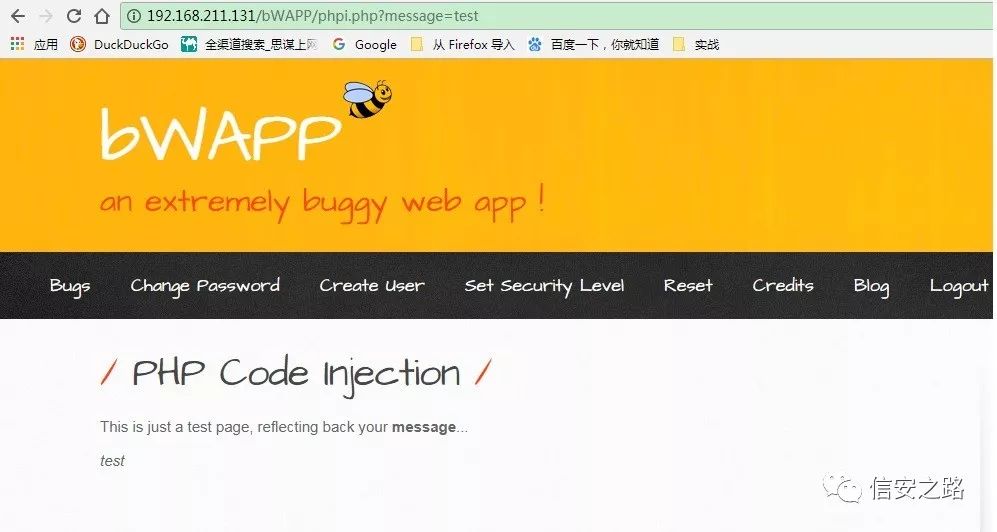 192.168.211.131/bWAPP/phpi.php?message=test
应用 DuckDuckGo 全渠道搜索_思谋上网 Google 从 Firefox 导入 百度一下，你就知道 实战
bWAPP
an extremely buggy web app !
Bugs Change Password Create User Set Security Level Reset Credits Blog Logout
/ PHP Code Injection /
This is just a test page, reflecting back your message...
test
信安之路